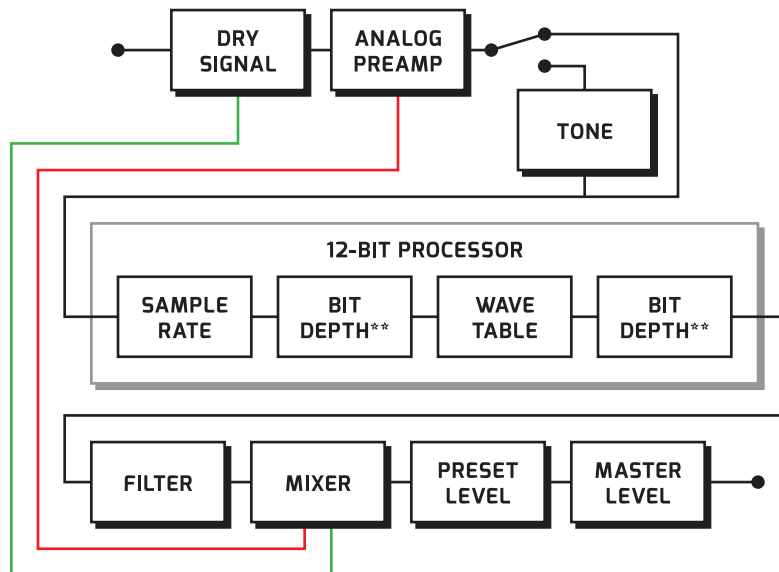 DRY
SIGNAL
ANALOG
PREAMP
TONE
12-BIT PROCESSOR
SAMPLE
RATE
BIT
DEPTH**
WAVE
TABLE
BIT
DEPTH**
FILTER
MIXER
PRESET
LEVEL
MASTER
LEVEL